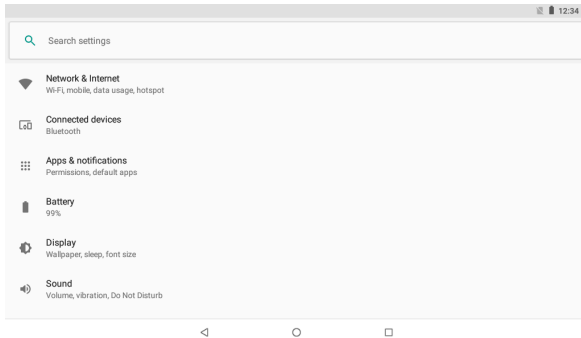 12:34
Search settings
Network & Internet
Wi-Fi, mobile, data usage, hotspot
Connected devices
Bluetooth
Apps & notifications
Permissions, default apps
Battery
99%
Display
Wallpaper, sleep, font size
Sound
Volume, vibration, Do Not Disturb